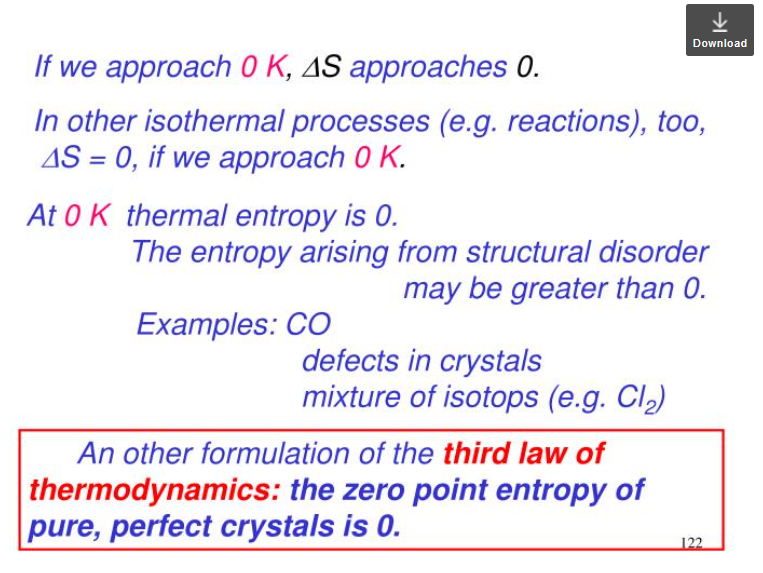 Download
If we approach 0 K, ΔS approaches 0.
In other isothermal processes (e.g. reactions), too,
ΔS = 0, if we approach 0 K.
At 0 K thermal entropy is 0.
The entropy arising from structural disorder
may be greater than 0.
Examples: CO
defects in crystals
mixture of isotops (e.g. Cl₂)
An other formulation of the third law of
thermodynamics: the zero point entropy of
pure, perfect crystals is 0.
122